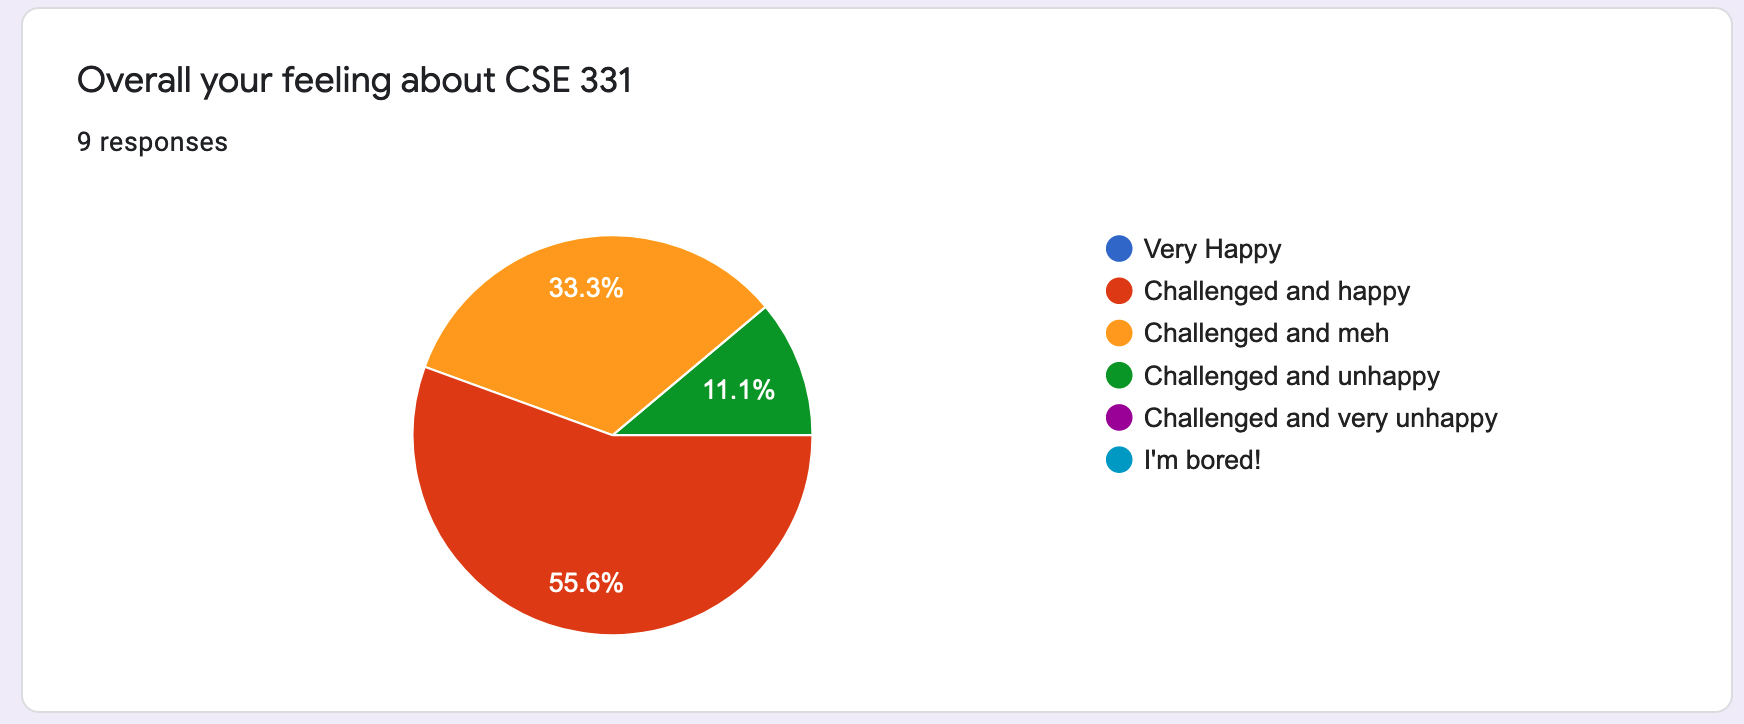 Overall your feeling about CSE 331
9 responses
33.3%
11.1%
55.6%
Very Happy
Challenged and happy
Challenged and meh
Challenged and unhappy
Challenged and very unhappy
I'm bored!